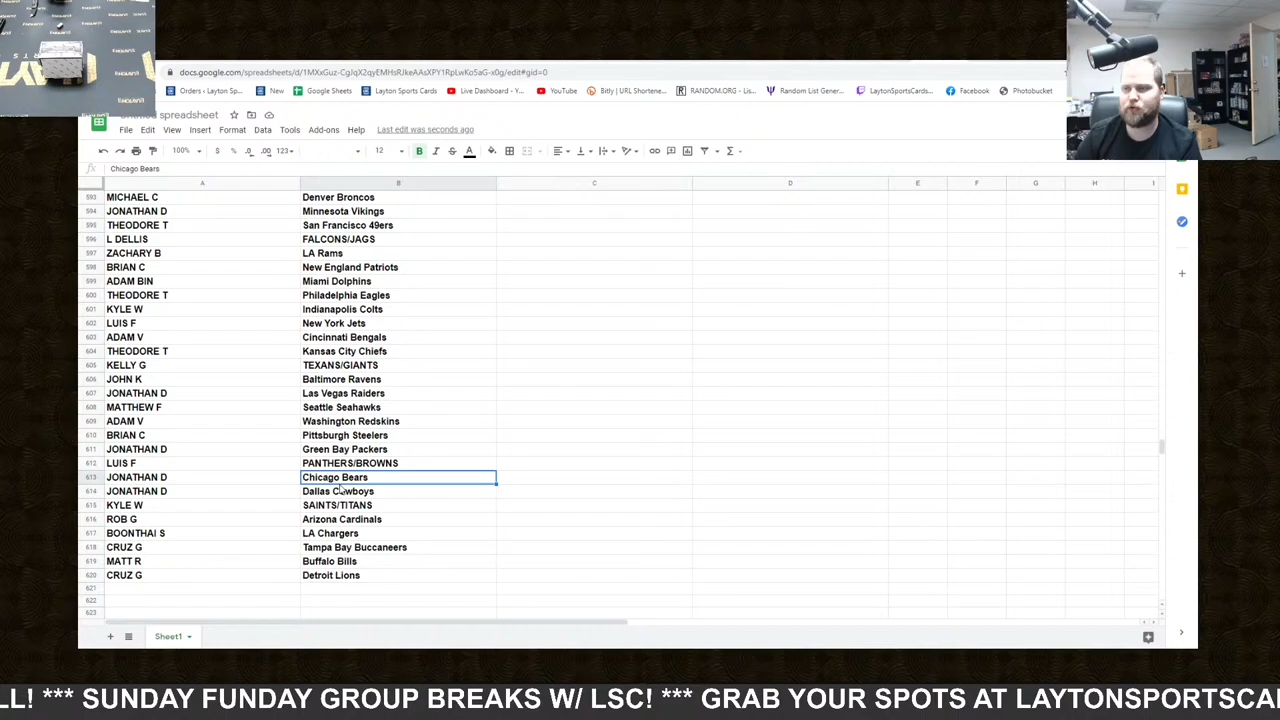 docs.google.com/spreadsheets/d/1MXxGuz-CgJqX2qyEMHsRJkeAAsXPY1RpLwKo5aG-x0g/edit#gid=0
Orders ‹ Layton Sp... New Google Sheets Layton Sports Cards Live Dashboard - Yo... YouTube Bitly | URL Shortene... RANDOM.ORG - Lis... Random List Gener... LaytonSportsCards... Facebook Photobucket
spreadsheet
File Edit View Insert Format Data Tools Add-ons Help Last edit was seconds ago
100% $ % .0 .00 123 12 B I S A
fx Chicago Bears
A B C D E F G H I
593 MICHAEL C Denver Broncos
594 JONATHAN D Minnesota Vikings
595 THEODORE T San Francisco 49ers
596 L DELLIS FALCONS/JAGS
597 ZACHARY B LA Rams
598 BRIAN C New England Patriots
599 ADAM BIN Miami Dolphins
600 THEODORE T Philadelphia Eagles
601 KYLE W Indianapolis Colts
602 LUIS F New York Jets
603 ADAM V Cincinnati Bengals
604 THEODORE T Kansas City Chiefs
605 KELLY G TEXANS/GIANTS
606 JOHN K Baltimore Ravens
607 JONATHAN D Las Vegas Raiders
608 MATTHEW F Seattle Seahawks
609 ADAM V Washington Redskins
610 BRIAN C Pittsburgh Steelers
611 JONATHAN D Green Bay Packers
612 LUIS F PANTHERS/BROWNS
613 JONATHAN D Chicago Bears
614 JONATHAN D Dallas Cowboys
615 KYLE W SAINTS/TITANS
616 ROB G Arizona Cardinals
617 BOONTHAI S LA Chargers
618 CRUZ G Tampa Bay Buccaneers
619 MATT R Buffalo Bills
620 CRUZ G Detroit Lions
621
622
623
Sheet1
LL! *** SUNDAY FUNDAY GROUP BREAKS W/ LSC! *** GRAB YOUR SPOTS AT LAYTONSPORTSCA